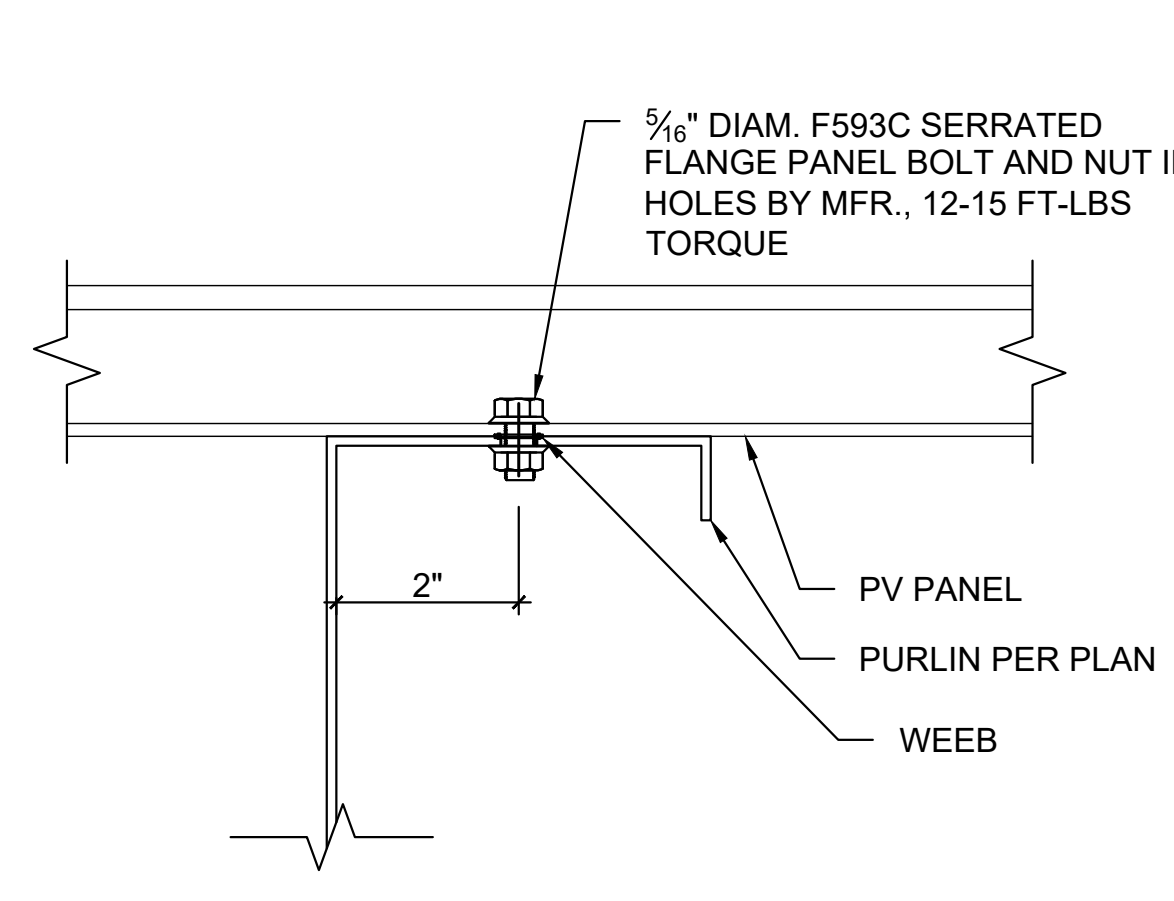 5/16" DIAM. F593C SERRATED
FLANGE PANEL BOLT AND NUT
HOLES BY MFR., 12-15 FT-LBS
TORQUE
2"
PV PANEL
PURLIN PER PLAN
WEEB